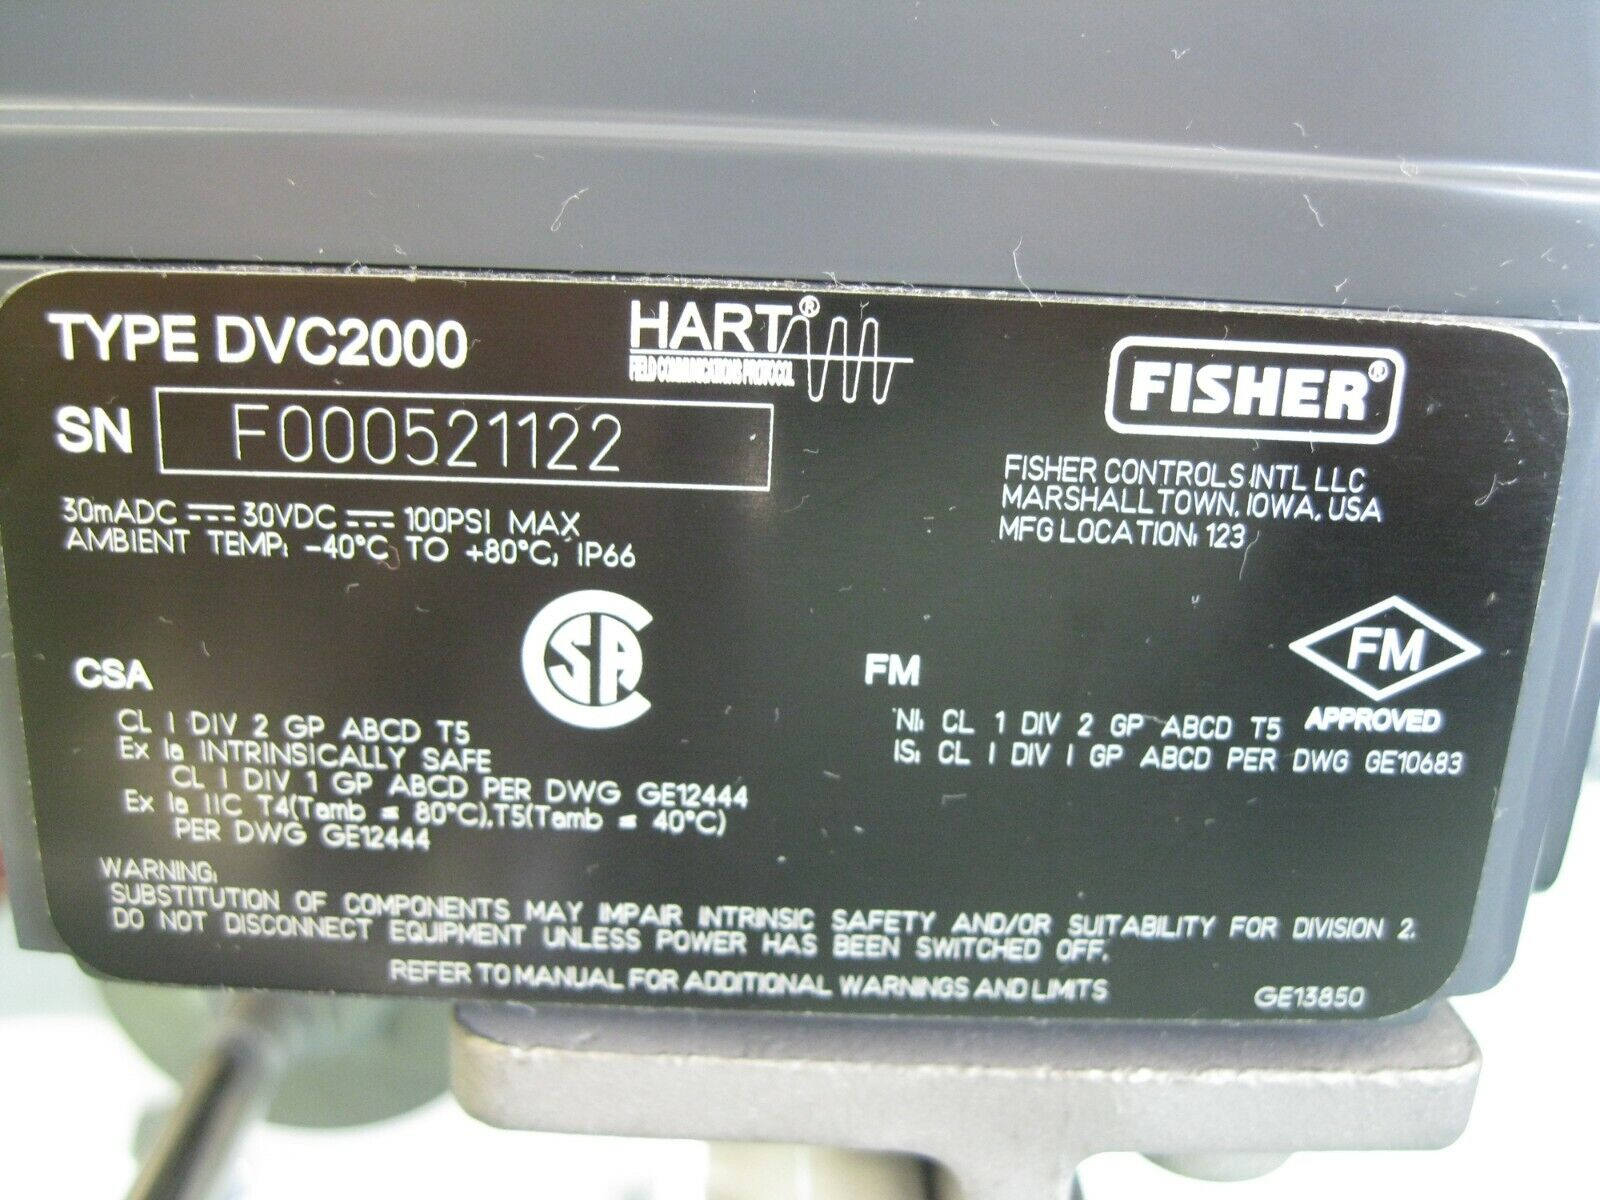 TYPE DVC2000
HART®
FIELD COMMUNICATIONS PROTOCOL
FISHER®
SN F000521122
FISHER CONTROLS INTL LLC
MARSHALLTOWN, IOWA, USA
MFG LOCATION: 123
30mADC 30VDC 100PSI MAX
AMBIENT TEMP: -40°C TO +80°C, IP66
CSA
CSA
CL I DIV 2 GP ABCD T5
Ex ia INTRINSICALLY SAFE
CL I DIV 1 GP ABCD PER DWG GE12444
Ex ia IIC T4(Tamb ≤ 80°C),T5(Tamb ≤ 40°C)
PER DWG GE12444
FM
FM
APPROVED
NI: CL 1 DIV 2 GP ABCD T5
IS: CL I DIV I GP ABCD PER DWG GE10683
WARNING:
SUBSTITUTION OF COMPONENTS MAY IMPAIR INTRINSIC SAFETY AND/OR SUITABILITY FOR DIVISION 2.
DO NOT DISCONNECT EQUIPMENT UNLESS POWER HAS BEEN SWITCHED OFF.
REFER TO MANUAL FOR ADDITIONAL WARNINGS AND LIMITS
GE13850